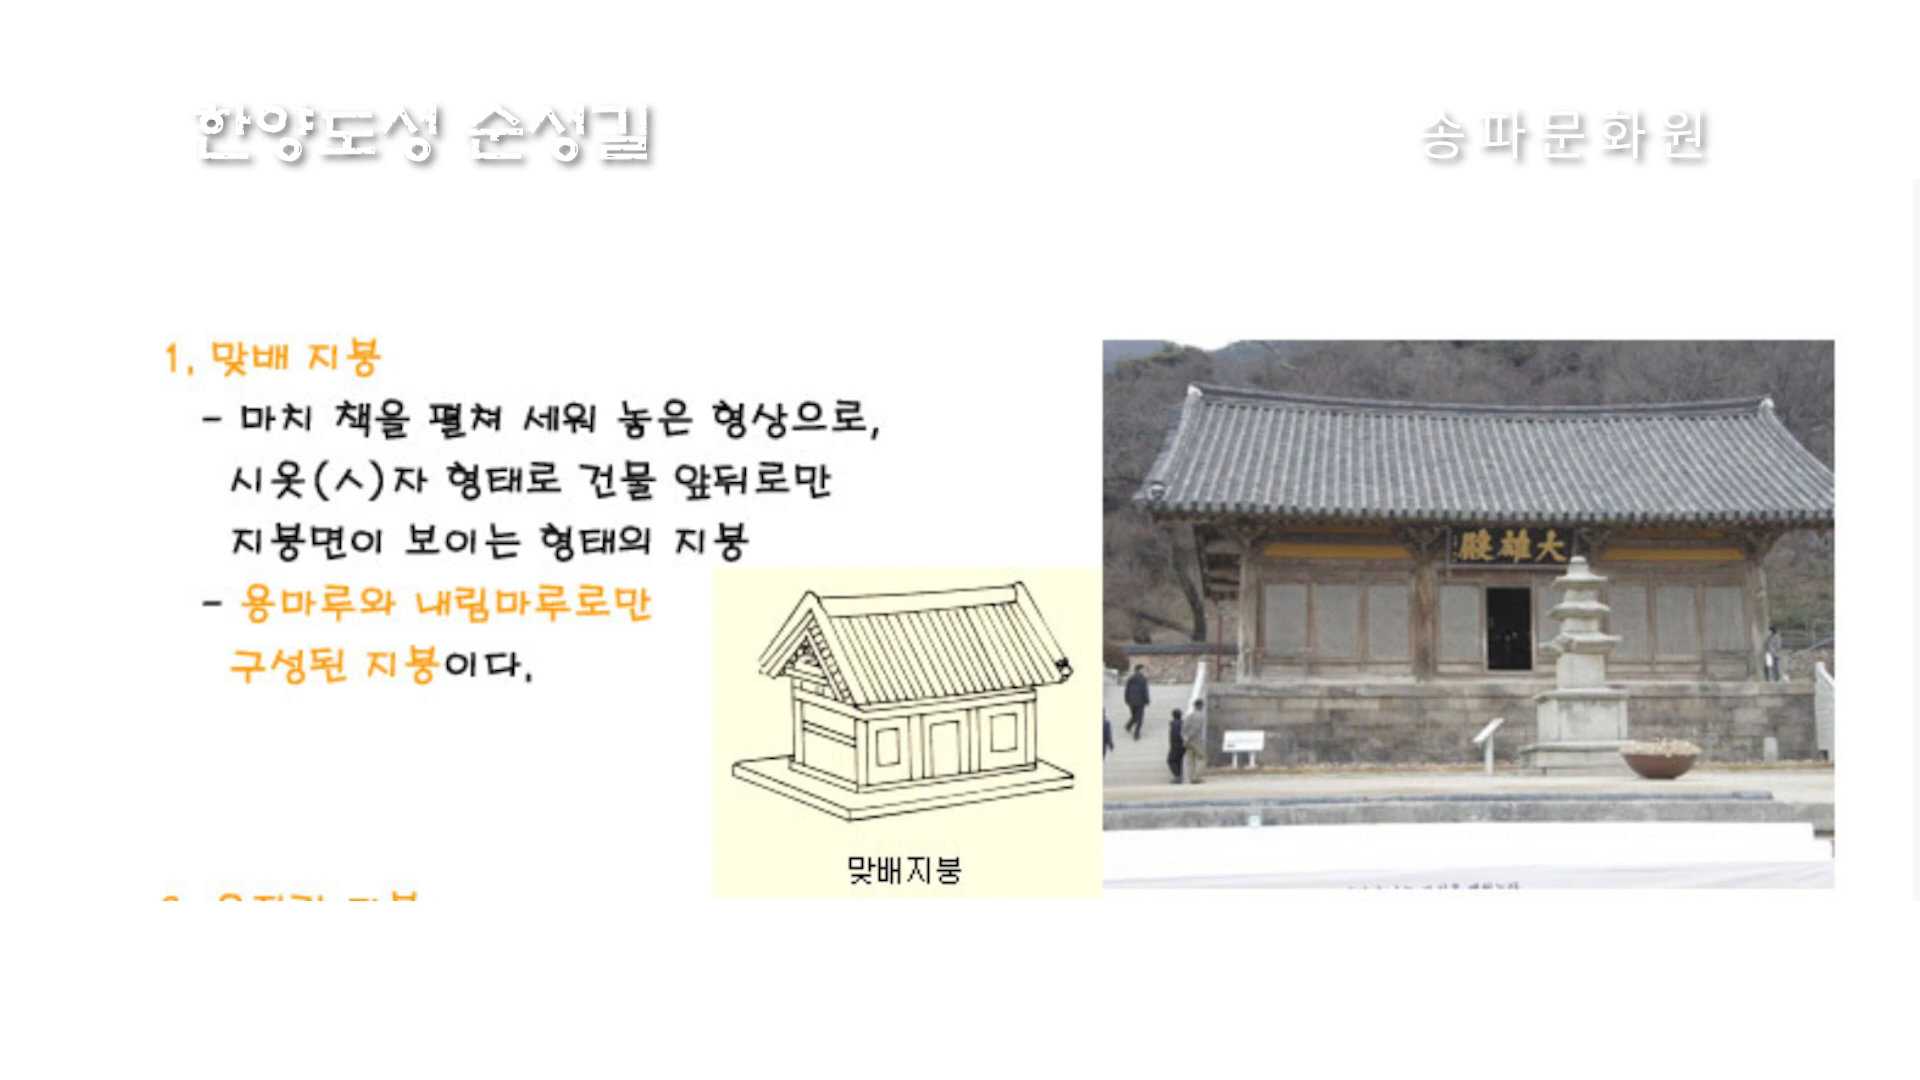 한양도성 순성길
송파문화원
1. 맞배 지붕
- 마치 책을 펼쳐 세워 놓은 형상으로,
시옷(ㅅ)자 형태로 건물 앞뒤로만
지붕면이 보이는 형태의 지붕
- 용마루와 내림마루로만
구성된 지붕이다.
맞배지붕
殿雄大